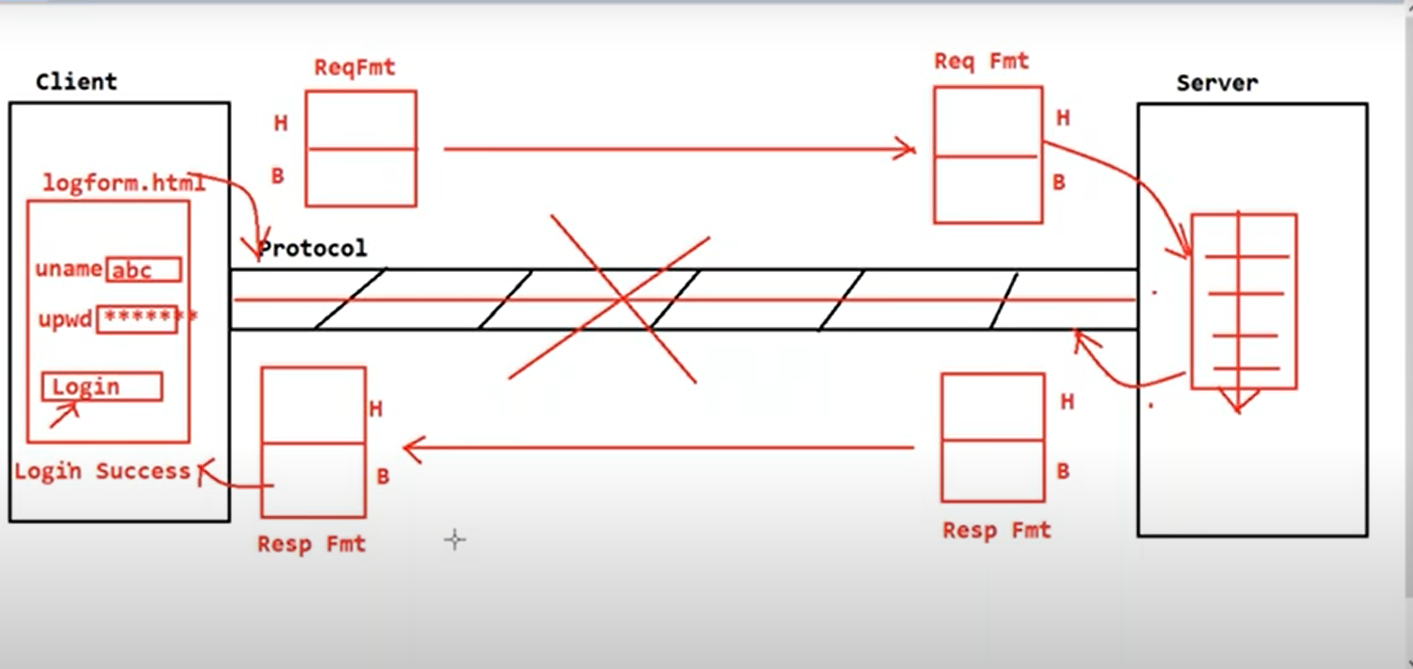 Client
ReqFmt
H
B
logform.html
uname abc
upwd *******
Login
Login Success
Protocol
H
B
Resp Fmt
Req Fmt
H
B
H
B
Resp Fmt
Server